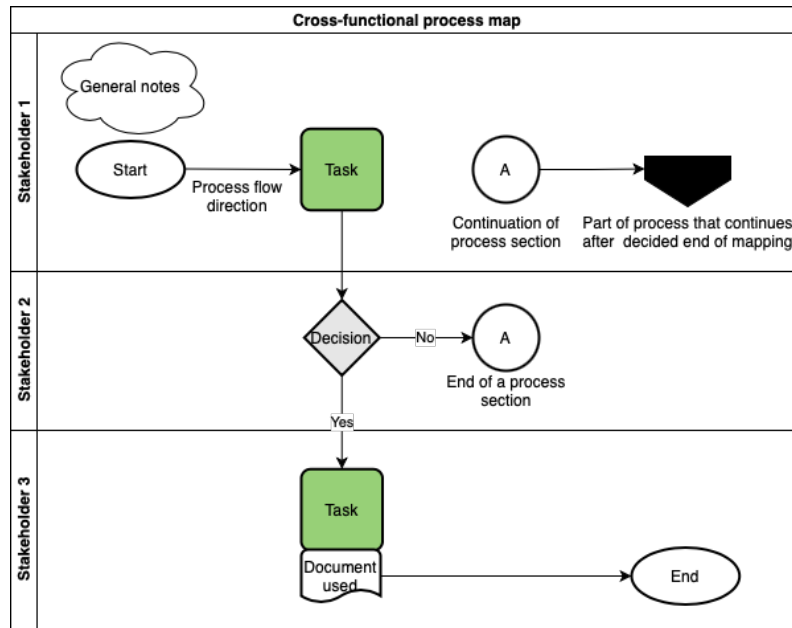 Cross-functional process map
Stakeholder 1
General notes
Start
Process flow
direction
Task
A
Continuation of
process section
Part of process that continues
after decided end of mapping
Stakeholder 2
Decision
No
A
End of a process
section
Yes
Stakeholder 3
Task
Document
used
End